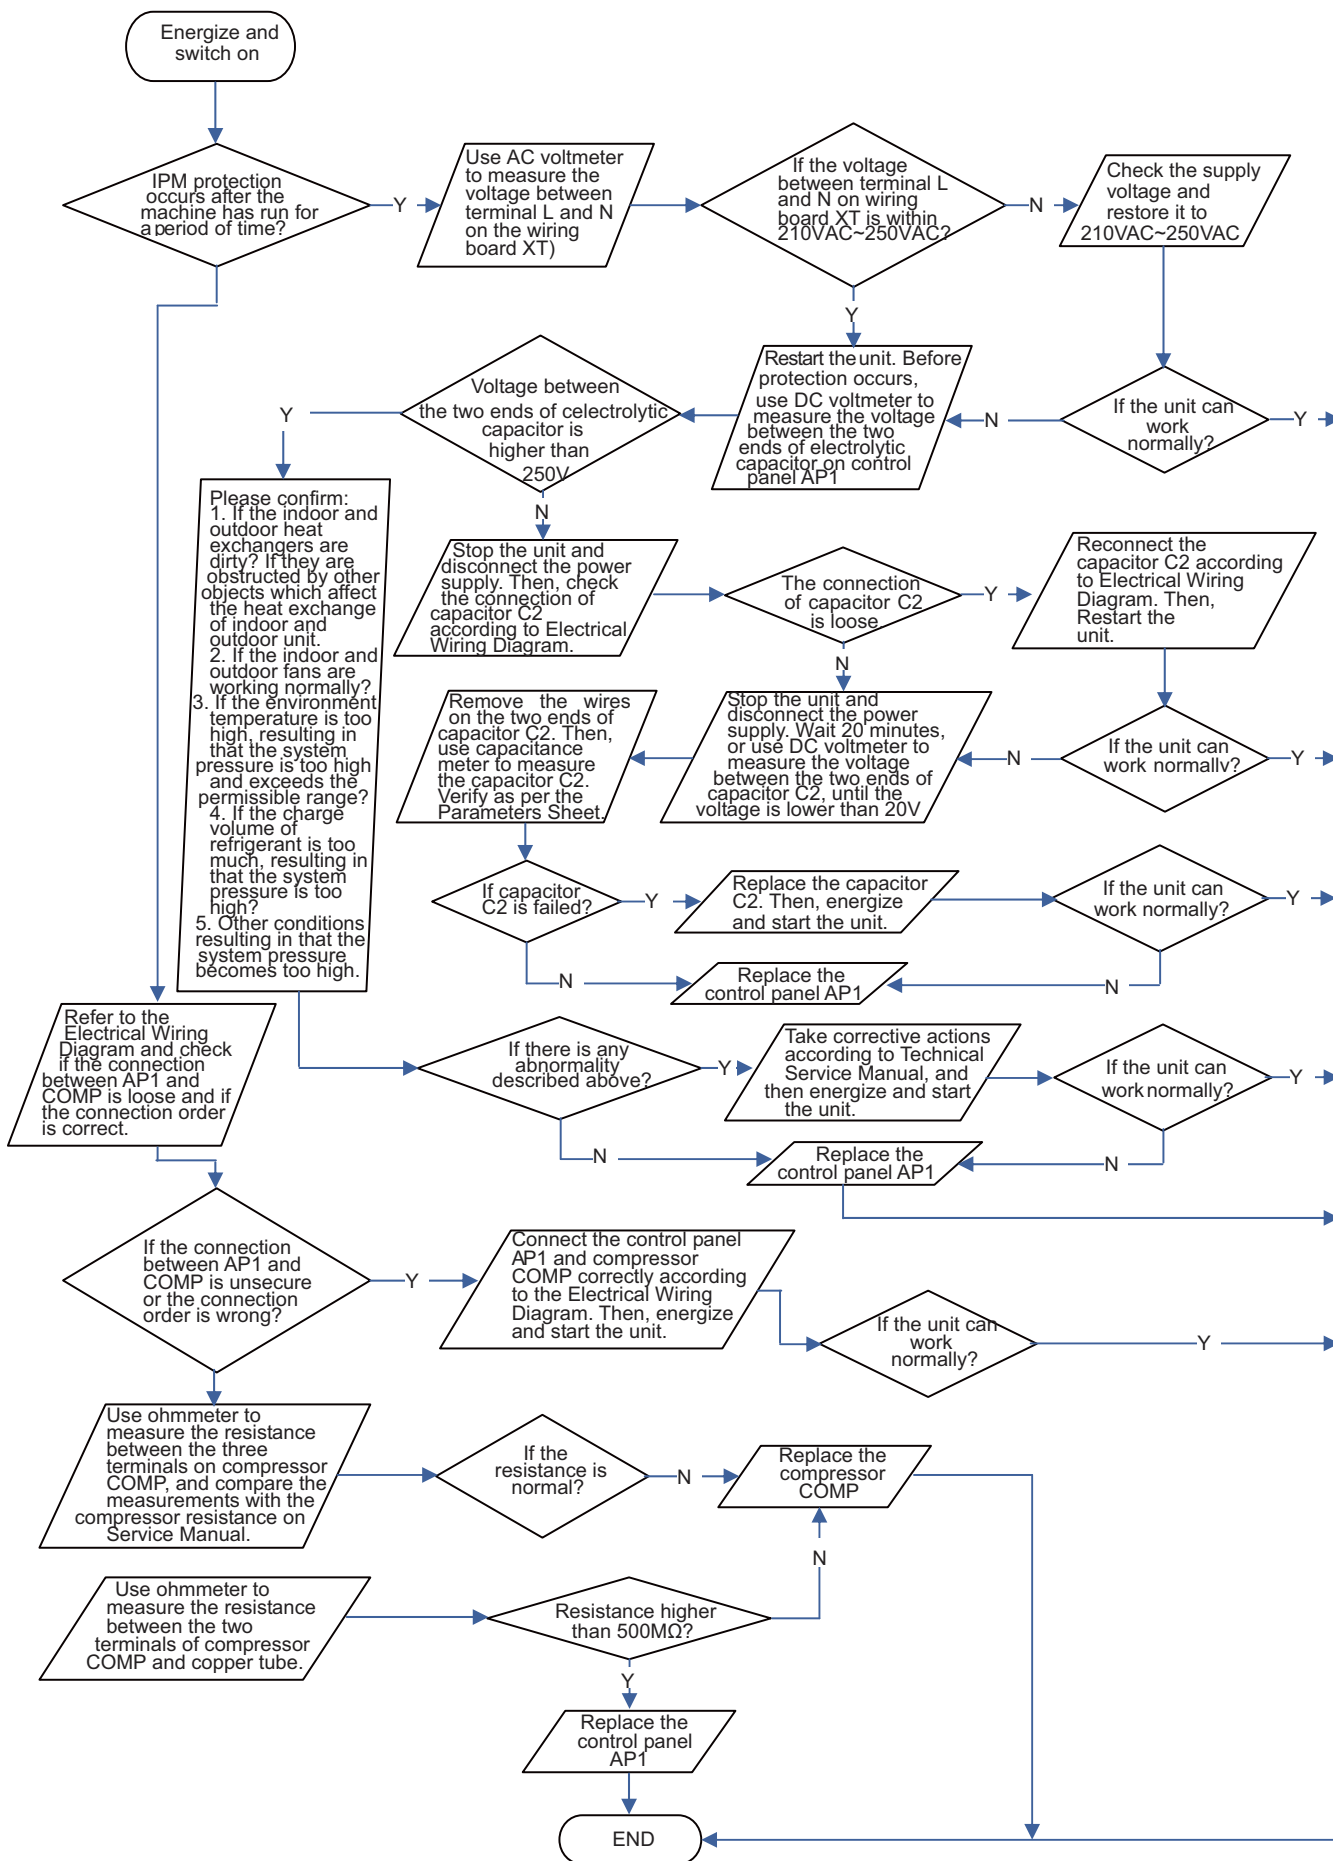 Energize and
switch on
IPM protection
occurs after the
machine has run for
a period of time?
Y
Use AC voltmeter
to measure the
voltage between
terminal L and N
on the wiring
board XT)
If the voltage
between terminal L
and N on wiring
board XT is within
210VAC~250VAC?
N
Check the supply
voltage and
restore it to
210VAC~250VAC
Y
Voltage between
the two ends of celectrolytic
capacitor is
higher than
250V
Y
Restart the unit. Before
protection occurs,
use DC voltmeter to
measure the voltage
between the two
ends of electrolytic
capacitor on control
panel AP1
N
If the unit can
work
normally?
Y
Please confirm:
1. If the indoor and
outdoor heat
exchangers are
dirty? If they are
obstructed by other
objects which affect
the heat exchange
of indoor and
outdoor unit.
2. If the indoor and
outdoor fans are
working normally?
3. If the environment
temperature is too
high, resulting in
that the system
pressure is too high
and exceeds the
permissible range?
4. If the charge
volume of
refrigerant is too
much, resulting in
that the system
pressure is too
high?
5. Other conditions
resulting in that the
system pressure
becomes too high.
N
Stop the unit and
disconnect the power
supply. Then, check
the connection of
capacitor C2
according to Electrical
Wiring Diagram.
The connection
of capacitor C2
is loose
Y
Reconnect the
capacitor C2 according
to Electrical Wiring
Diagram. Then,
Restart the
unit.
N
Remove the wires
on the two ends of
capacitor C2. Then,
use capacitance
meter to measure
the capacitor C2.
Verify as per the
Parameters Sheet.
Stop the unit and
disconnect the power
supply. Wait 20 minutes,
or use DC voltmeter to
measure the voltage
between the two ends of
capacitor C2, until the
voltage is lower than 20V
N
If the unit can
work normally?
Y
If capacitor
C2 is failed?
Y
Replace the capacitor
C2. Then, energize
and start the unit.
If the unit can
work normally?
Y
N
Replace the
control panel AP1
N
Refer to the
Electrical Wiring
Diagram and check
if the connection
between AP1 and
COMP is loose and if
the connection order
is correct.
If there is any
abnormality
described above?
Y
Take corrective actions
according to Technical
Service Manual, and
then energize and start
the unit.
If the unit can
work normally?
Y
N
Replace the
control panel AP1
N
If the connection
between AP1 and
COMP is unsecure
or the connection
order is wrong?
Y
Connect the control panel
AP1 and compressor
COMP correctly according
to the Electrical Wiring
Diagram. Then, energize
and start the unit.
If the unit can
work
normally?
Y
Use ohmmeter to
measure the resistance
between the three
terminals on compressor
COMP, and compare the
measurements with the
compressor resistance on
Service Manual.
If the
resistance is
normal?
N
Replace the
compressor
COMP
N
Use ohmmeter to
measure the resistance
between the two
terminals of compressor
COMP and copper tube.
Resistance higher
than 500MΩ?
Y
Replace the
control panel
AP1
END